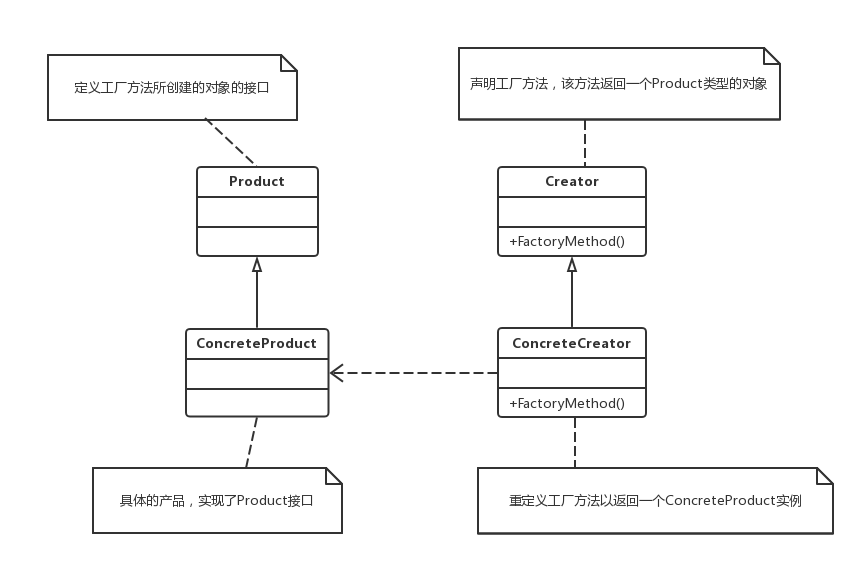 定义工厂方法所创建的对象的接口
声明工厂方法，该方法返回一个Product类型的对象
Product
Creator
+FactoryMethod()
ConcreteProduct
ConcreteCreator
+FactoryMethod()
具体的产品，实现了Product接口
重定义工厂方法以返回一个ConcreteProduct实例